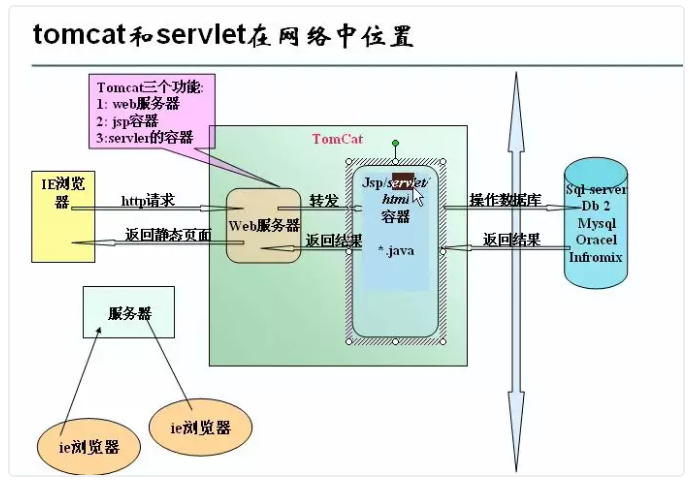 tomcat和servlet在网络中位置
Tomcat三个功能:
1: web服务器
2: jsp容器
3:servler的容器
TomCat
IE浏览
器
http请求
返回静态页面
Web服务器
转发
返回结果
Jsp/servlet/
html
容器
*.java
操作数据库
返回结果
Sql server
Db 2
Mysql
Oracel
Infromix
服务器
ie浏览器
ie浏览器